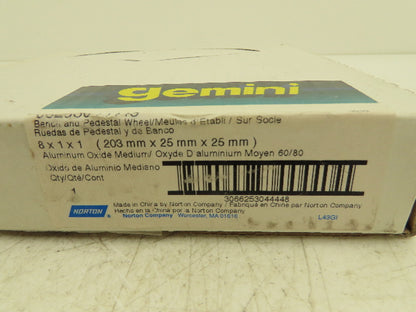 gemini
Bench and Pedestal Wheel/Meules d'Etabli / Sur Socle
Ruedas de Pedestal y de Banco
8 x 1 x 1 (203 mm x 25 mm x 25 mm)
Aluminum Oxide Medium/ Oxyde D'aluminium Moyen 60/80
Oxido de Aluminio Mediano
Qty/Qté/Cont
1
3066253044448
NORTON
Made in China by Norton Company / Fabriqué en Chine par Norton Company
Hecho en la China por la Norton Company
Norton Company Worcester, MA 01616
L43GI